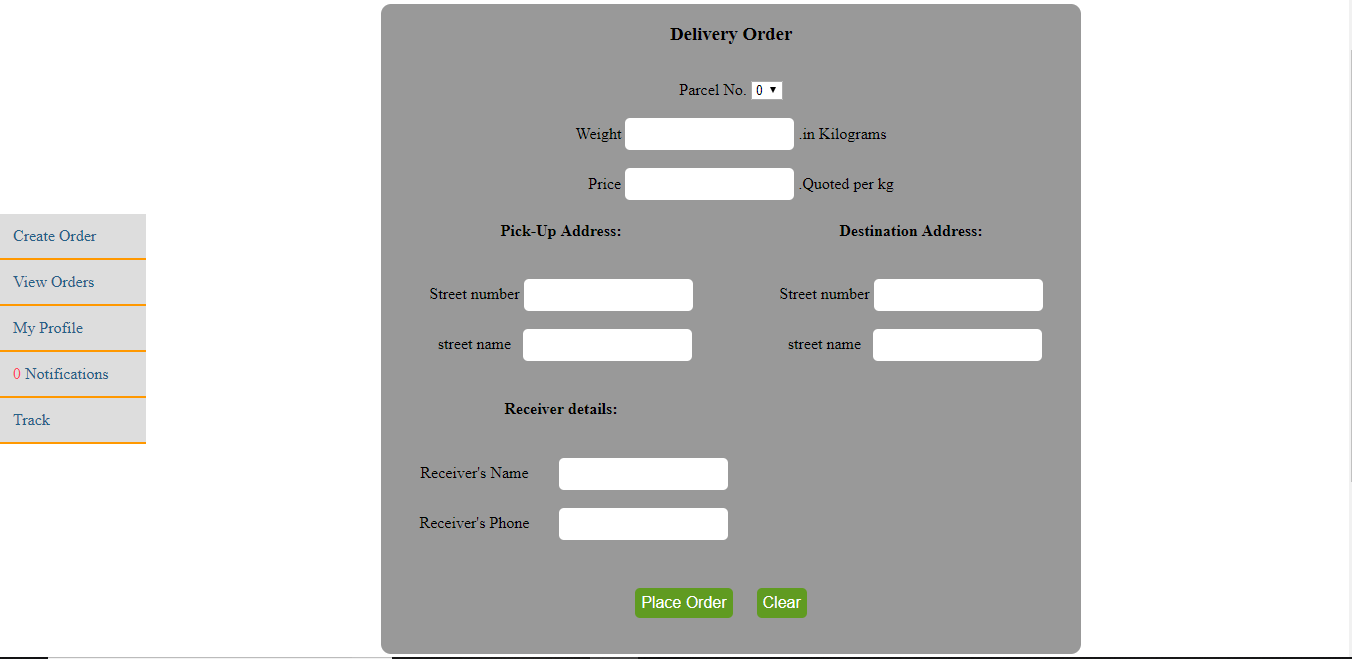 Delivery Order
Parcel No. 0
Weight .in Kilograms
Price .Quoted per kg
Pick-Up Address: Destination Address:
Street number Street number
street name street name
Receiver details:
Receiver's Name
Receiver's Phone
Place Order Clear
Create Order
View Orders
My Profile
0 Notifications
Track